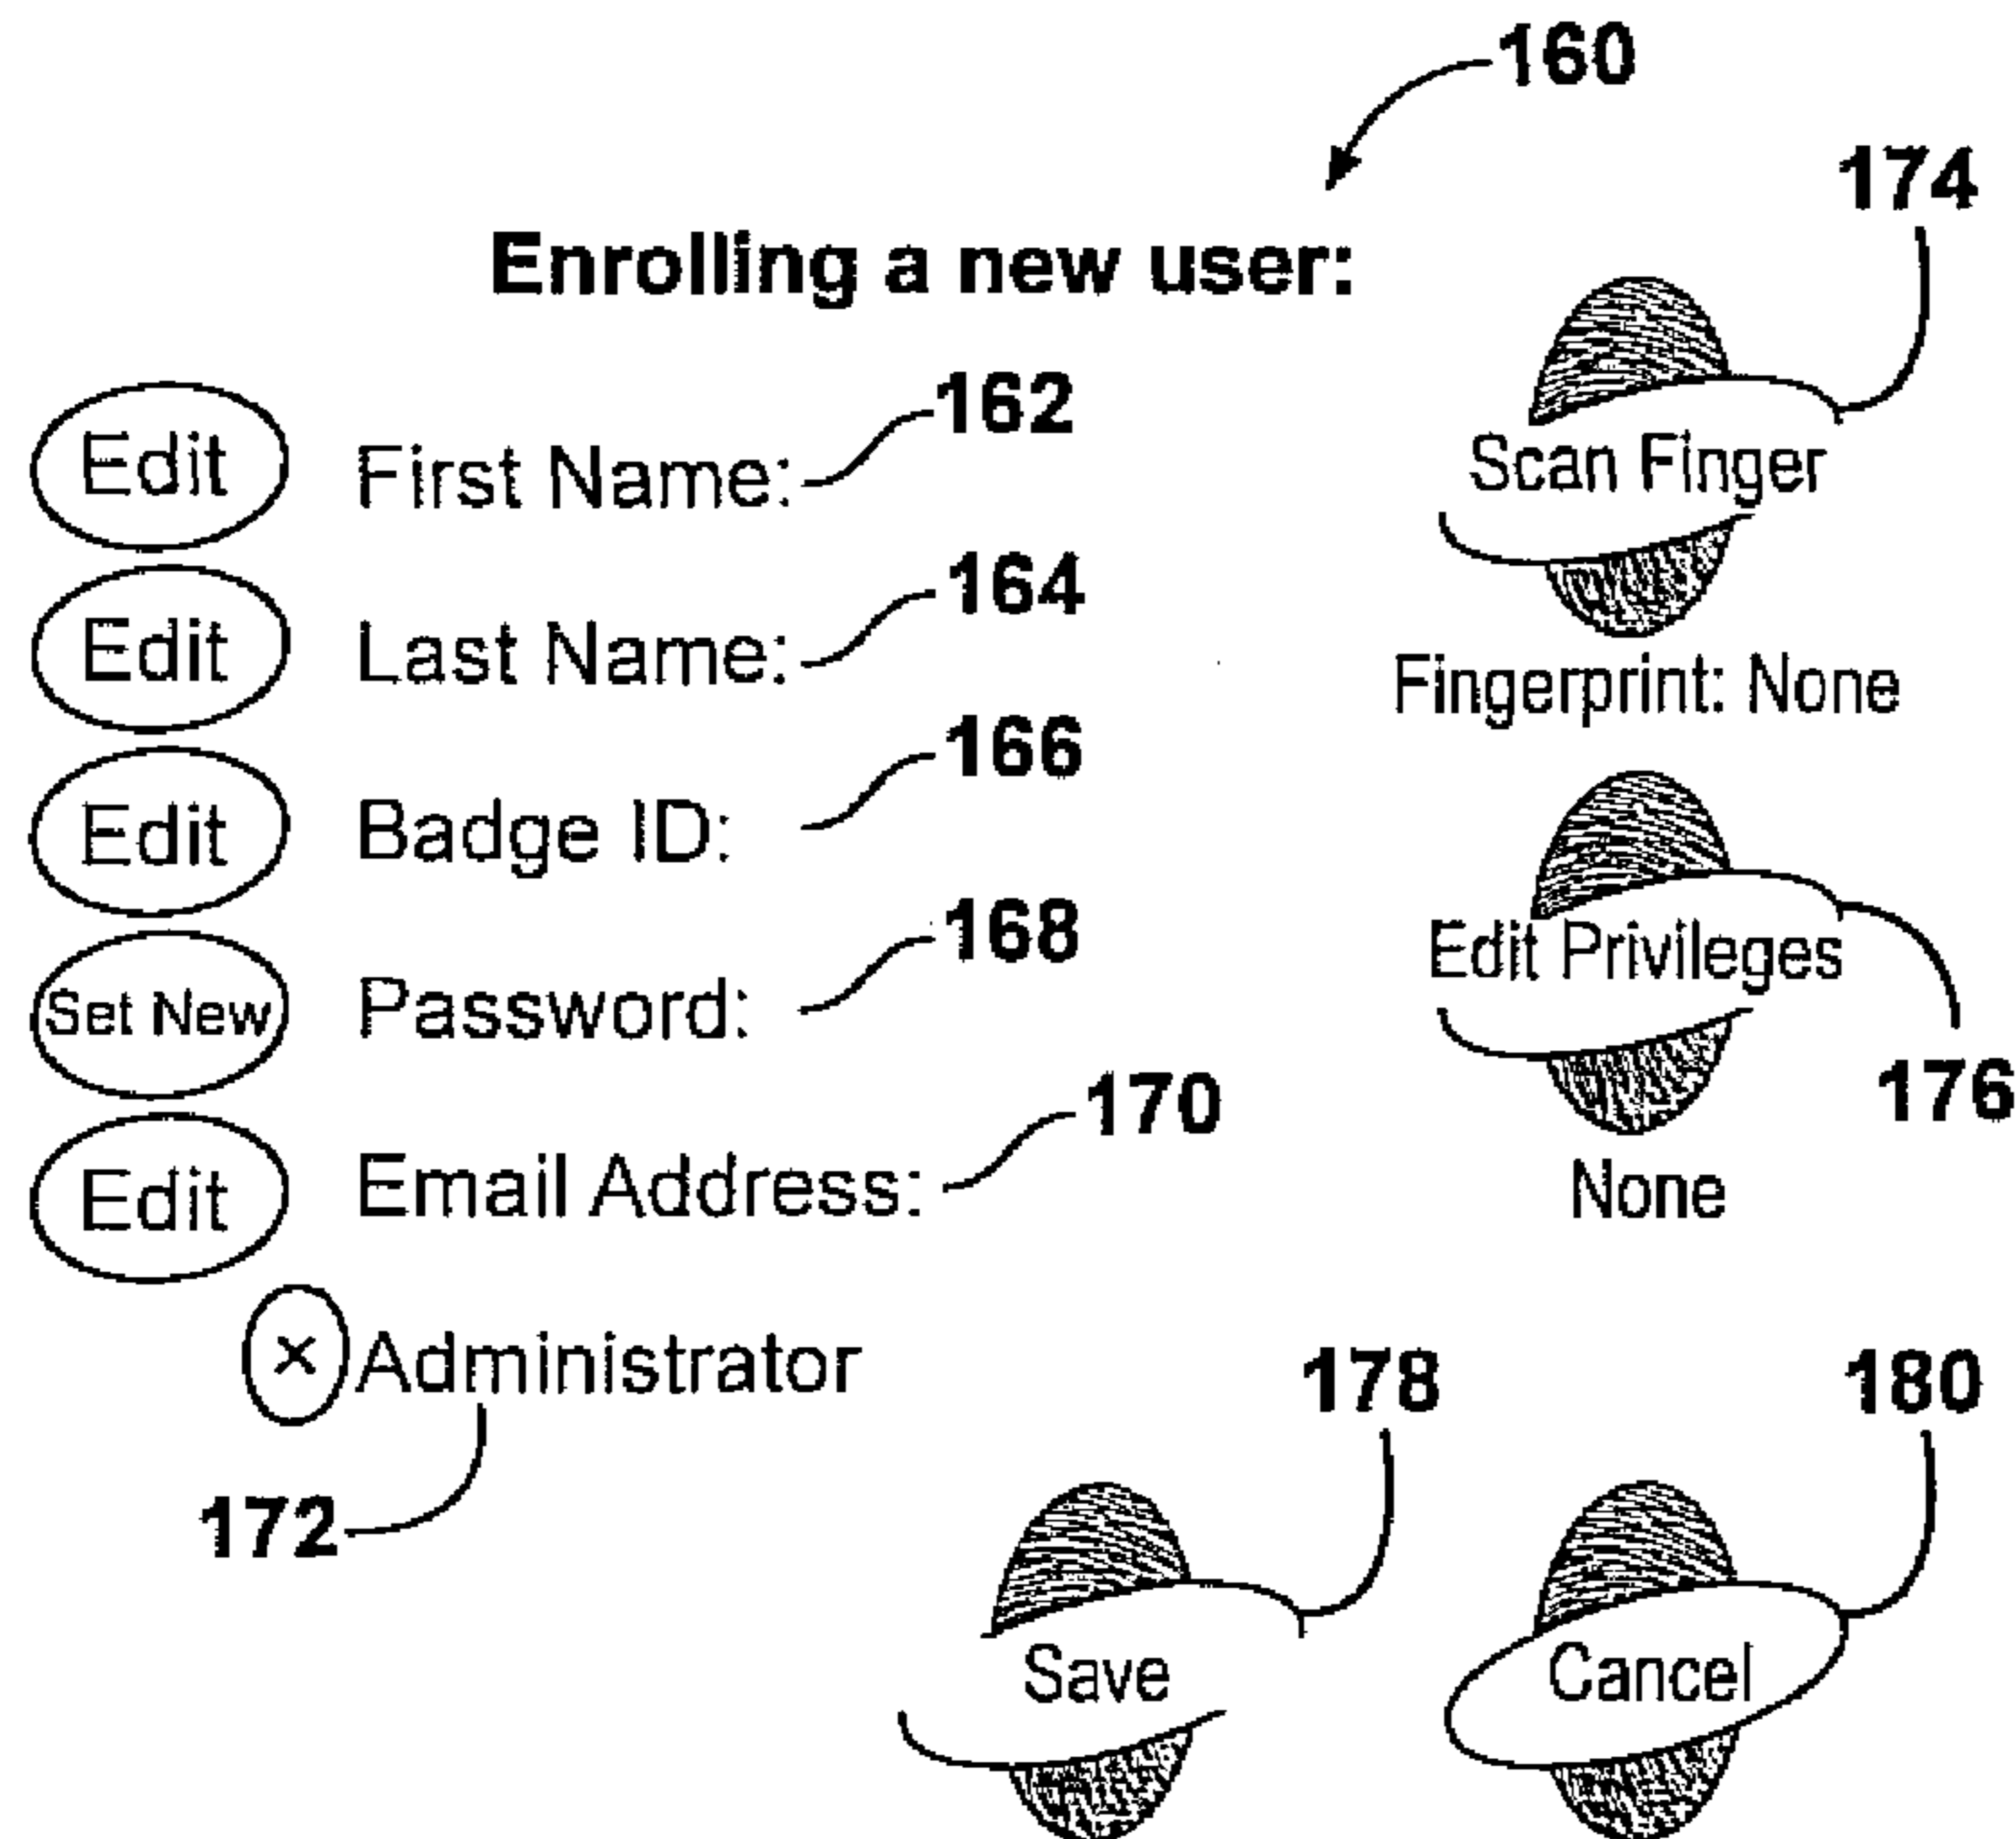 160
174
Enrolling a new user:
Edit First Name: 162
Scan Finger
Edit Last Name: 164
Fingerprint: None
Edit Badge ID: 166
Set New Password: 168
Edit Privileges
176
Edit Email Address: 170
None
× Administrator
172
178
180
Save
Cancel